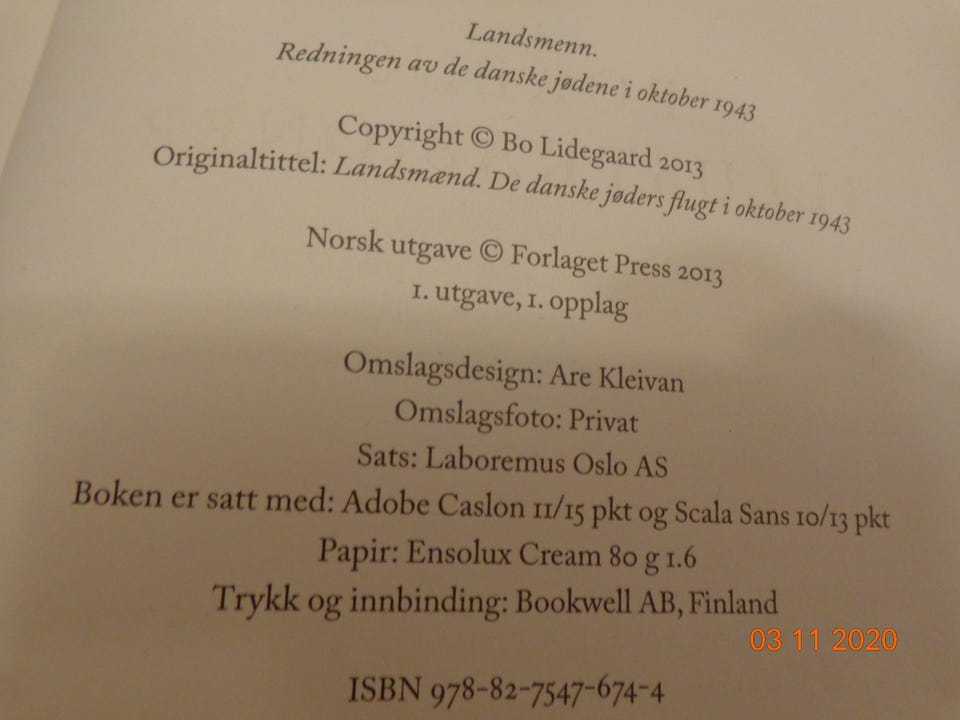 Landsmenn.
Redningen av de danske jødene i oktober 1943
Copyright © Bo Lidegaard 2013
Originaltittel: Landsmænd. De danske jøders flugt i oktober 1943
Norsk utgave © Forlaget Press 2013
1. utgave, 1. opplag
Omslagsdesign: Are Kleivan
Omslagsfoto: Privat
Sats: Laboremus Oslo AS
Boken er satt med: Adobe Caslon 11/15 pkt og Scala Sans 10/13 pkt
Papir: Ensolux Cream 80 g 1.6
Trykk og innbinding: Bookwell AB, Finland
03 11 2020
ISBN 978-82-7547-674-4